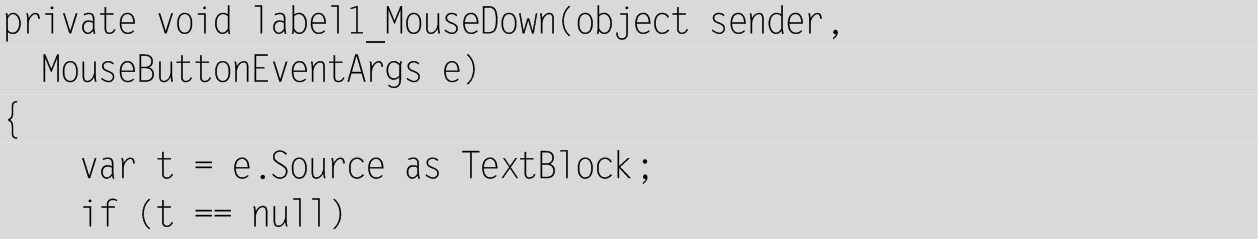 private void label1_MouseDown(object sender,
  MouseButtonEventArgs e)
{
    var t = e.Source as TextBlock;
    if (t == null)